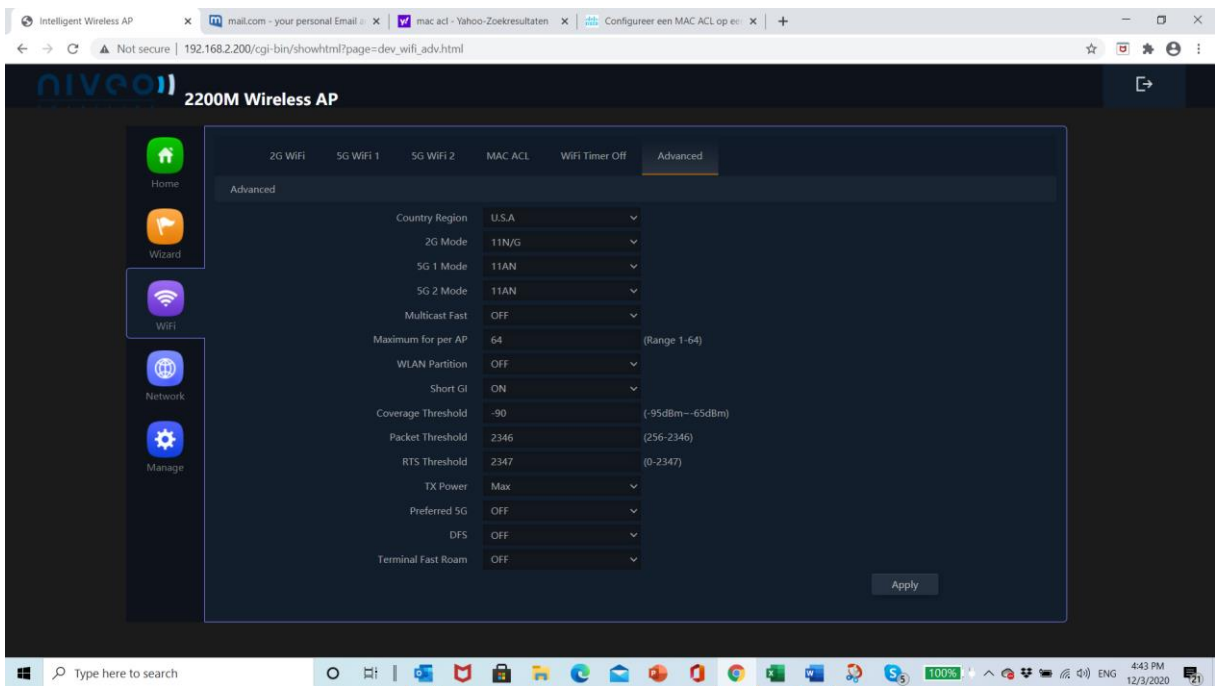 Intelligent Wireless AP
mail.com - your personal Email a
mac acl - Yahoo-Zoekresultaten
Configureer een MAC ACL op een
Not secure | 192.168.2.200/cgi-bin/showhtml?page=dev_wifi_adv.html
niveo
2200M Wireless AP
2G WiFi 5G WiFi 1 5G WiFi 2 MAC ACL WiFi Timer Off Advanced
Home
Wizard
WiFi
Network
Manage
Advanced
Country Region U.S.A
2G Mode 11N/G
5G 1 Mode 11AN
5G 2 Mode 11AN
Multicast Fast OFF
Maximum for per AP 64 (Range 1-64)
WLAN Partition OFF
Short GI ON
Coverage Threshold -90 (-95dBm~-65dBm)
Packet Threshold 2346 (256-2346)
RTS Threshold 2347 (0-2347)
TX Power Max
Preferred 5G OFF
DFS OFF
Terminal Fast Roam OFF
Apply
Type here to search
100%
ENG
4:43 PM
12/3/2020
21